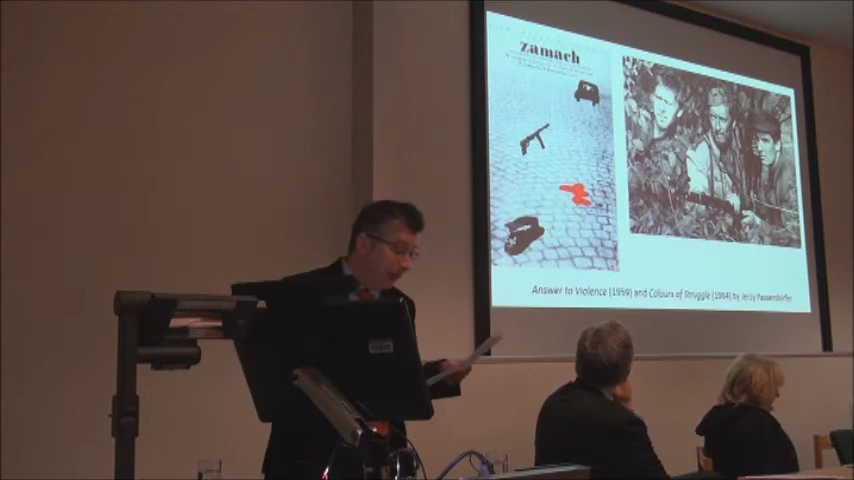 zamach
Answer to Violence (1959) and Colours of Struggle (1964) by Jerzy Passendorfer